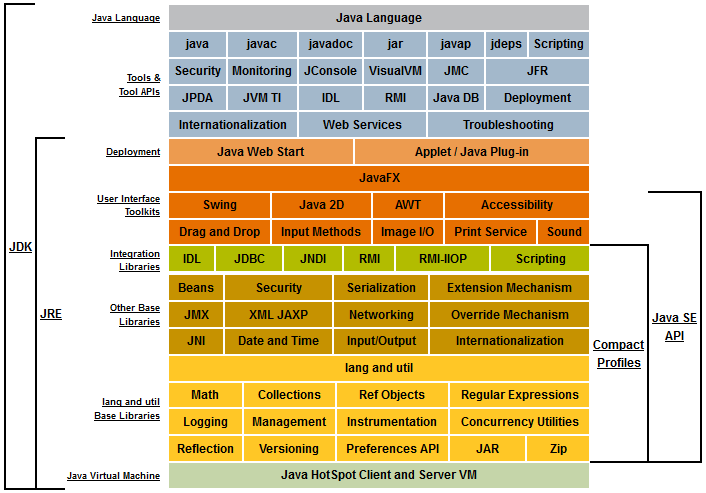 Java Language Java Language
java javac javadoc jar javap jdeps Scripting
Security Monitoring JConsole VisualVM JMC JFR
Tools &
Tool APIs
JPDA JVM TI IDL RMI Java DB Deployment
Internationalization Web Services Troubleshooting
Deployment Java Web Start Applet / Java Plug-in
JavaFX
User Interface
Toolkits
Swing Java 2D AWT Accessibility
Drag and Drop Input Methods Image I/O Print Service Sound
JDK
Integration
Libraries
IDL JDBC JNDI RMI RMI-IIOP Scripting
Beans Security Serialization Extension Mechanism
JRE
Other Base
Libraries
JMX XML JAXP Networking Override Mechanism
Java SE
API
JNI Date and Time Input/Output Internationalization
Compact
Profiles
lang and util
Math Collections Ref Objects Regular Expressions
lang and util
Base Libraries
Logging Management Instrumentation Concurrency Utilities
Reflection Versioning Preferences API JAR Zip
Java Virtual Machine Java HotSpot Client and Server VM